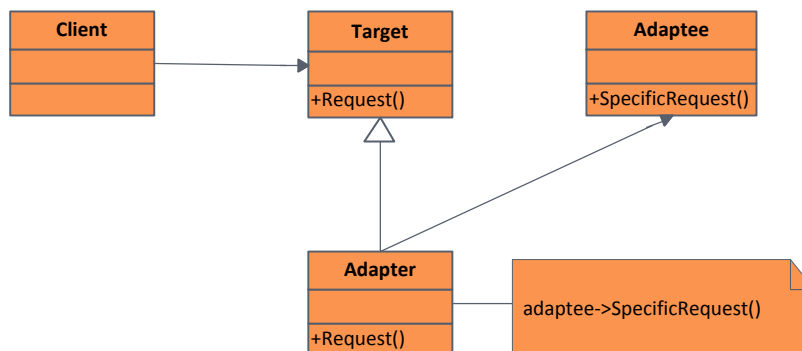 Client
Target
Adaptee
+Request()
+SpecificRequest()
Adapter
adaptee->SpecificRequest()
+Request()